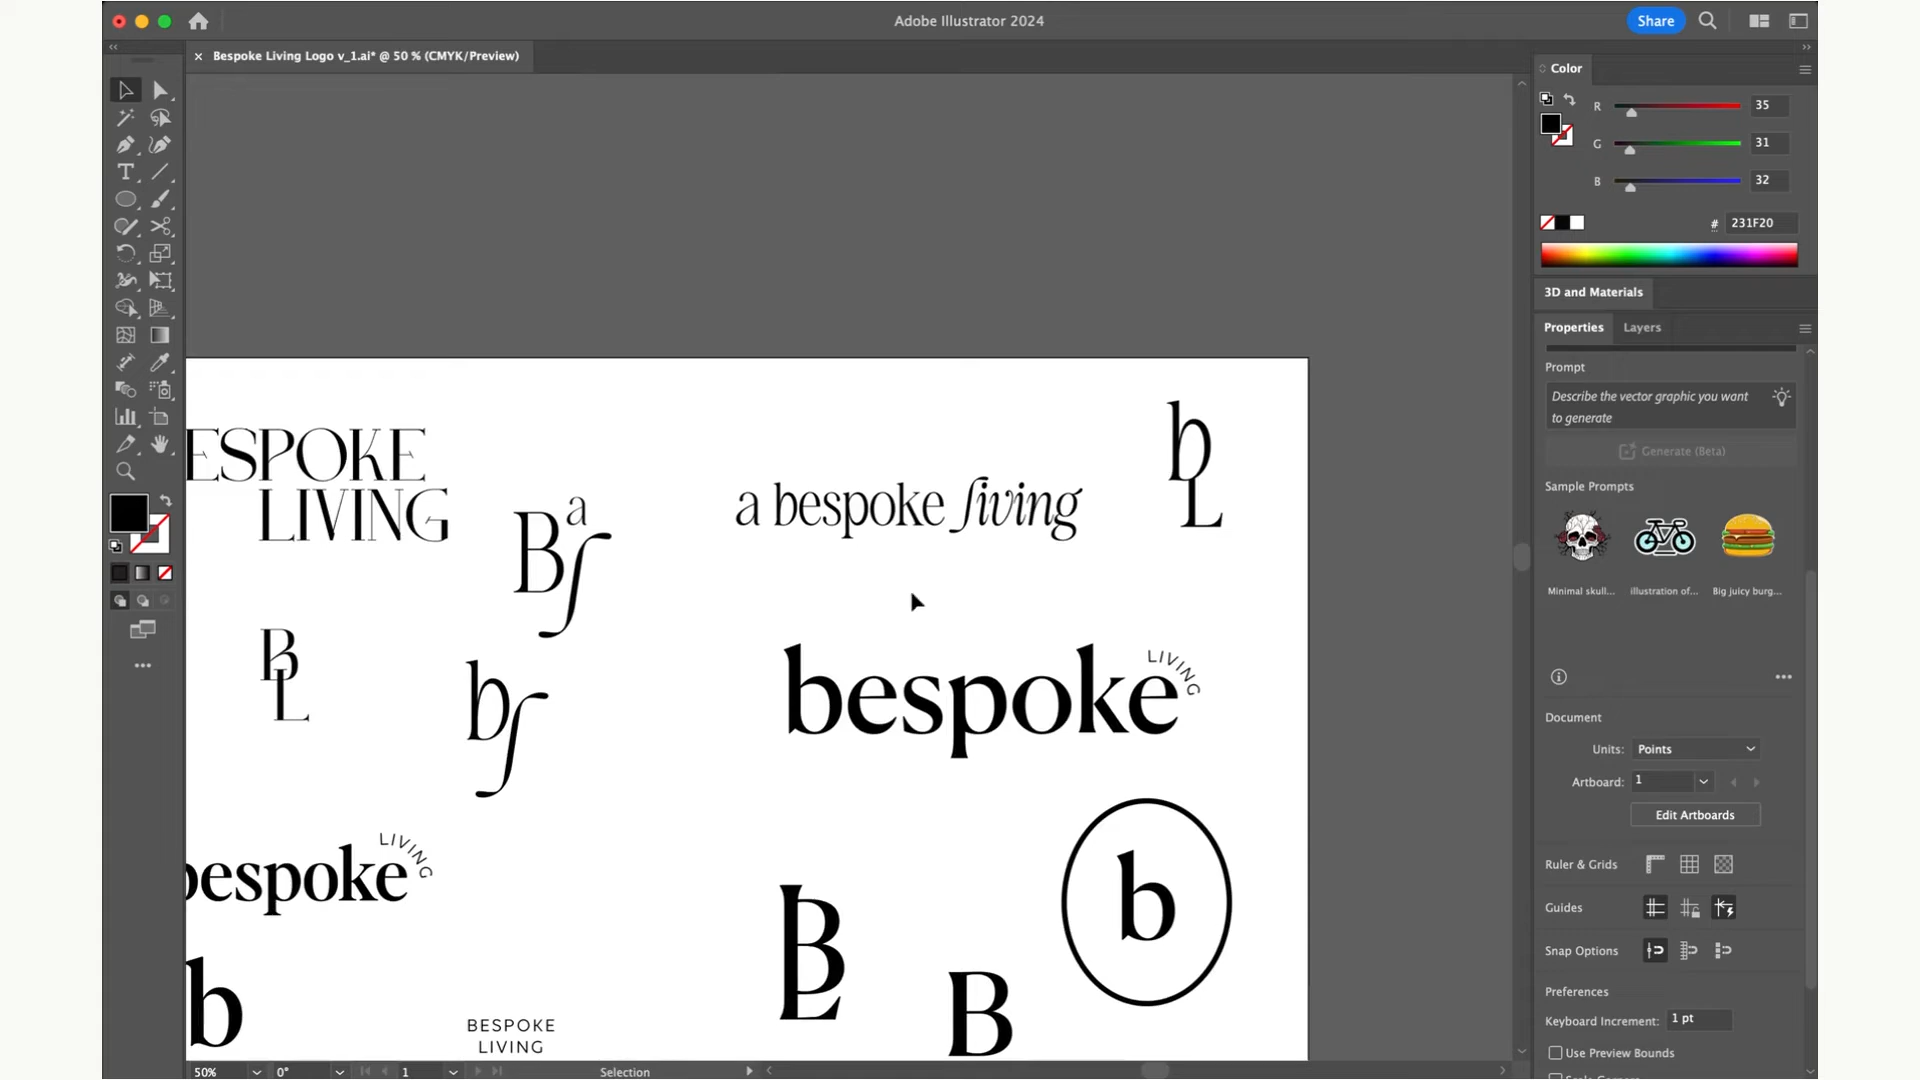 Adobe Illustrator 2024
Share
Bespoke Living Logo v_1.ai* @ 50 % (CMYK/Preview)
Color
R 35
G 31
B 32
# 231F20
3D and Materials
Properties Layers
Prompt
Describe the vector graphic you want
to generate
Generate (Beta)
Sample Prompts
Minimal skull... illustration of... Big juicy burg...
Document
Units: Points
Artboard: 1
Edit Artboards
Ruler & Grids
Guides
Snap Options
Preferences
Keyboard Increment: 1 pt
Use Preview Bounds
ESPOKE
LIVING
a
B
a bespoke living
b
L
B
L
b
bespoke LIVING
bespoke LIVING
b
B
L
B
b
BESPOKE
LIVING
50% 0° 1 Selection